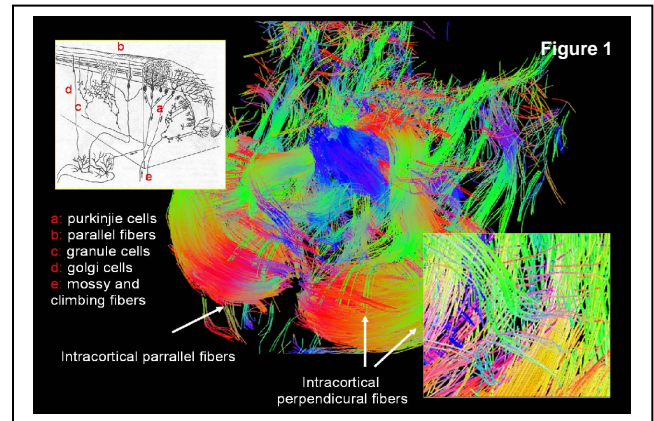 Figure 1
b
d
a
c
e
a: purkinjie cells
b: parallel fibers
c: granule cells
d: golgi cells
e: mossy and
climbing fibers
Intracortical parrallel fibers
Intracortical
perpendicural fibers